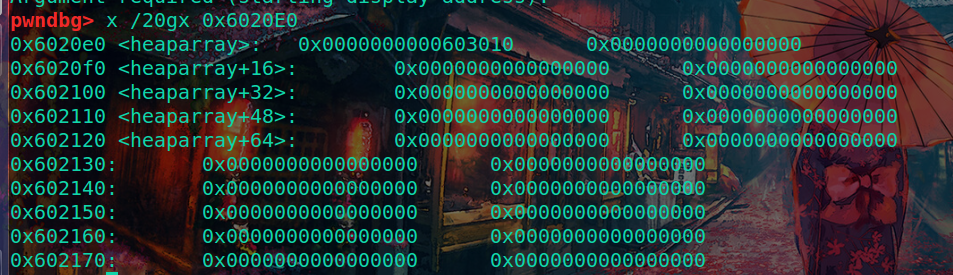 Argument required (starting display address).
pwndbg> x /20gx 0x6020E0
0x6020e0 <heaparray>: 0x0000000000603010 0x0000000000000000
0x6020f0 <heaparray+16>: 0x0000000000000000 0x0000000000000000
0x602100 <heaparray+32>: 0x0000000000000000 0x0000000000000000
0x602110 <heaparray+48>: 0x0000000000000000 0x0000000000000000
0x602120 <heaparray+64>: 0x0000000000000000 0x0000000000000000
0x602130: 0x0000000000000000 0x0000000000000000
0x602140: 0x0000000000000000 0x0000000000000000
0x602150: 0x0000000000000000 0x0000000000000000
0x602160: 0x0000000000000000 0x0000000000000000
0x602170: 0x0000000000000000 0x0000000000000000